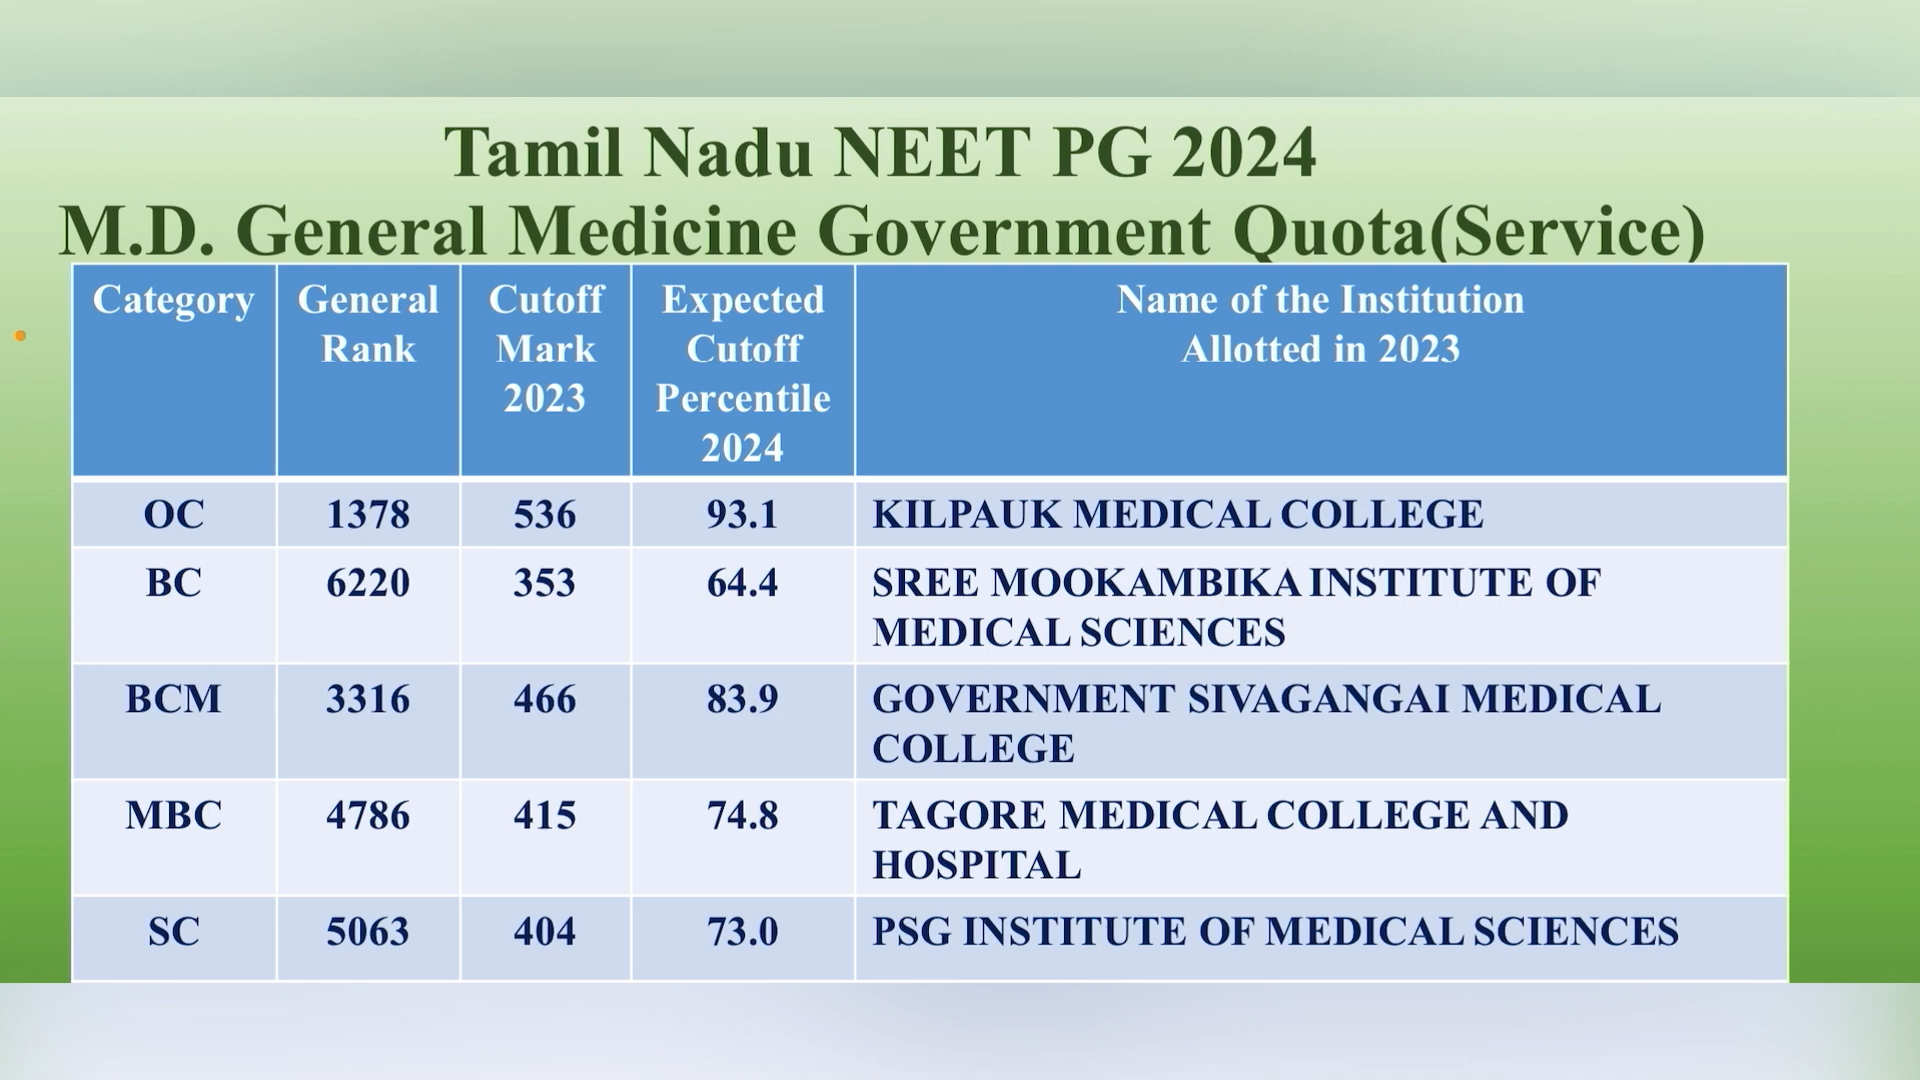 Tamil Nadu NEET PG 2024
M.D. General Medicine Government Quota(Service)
Category
General
Rank
Cutoff
Mark
2023
Expected
Cutoff
Percentile
2024
Name of the Institution
Allotted in 2023
OC 1378 536 93.1 KILPAUK MEDICAL COLLEGE
BC 6220 353 64.4 SREE MOOKAMBIKA INSTITUTE OF
MEDICAL SCIENCES
BCM 3316 466 83.9 GOVERNMENT SIVAGANGAI MEDICAL
COLLEGE
MBC 4786 415 74.8 TAGORE MEDICAL COLLEGE AND
HOSPITAL
SC 5063 404 73.0 PSG INSTITUTE OF MEDICAL SCIENCES